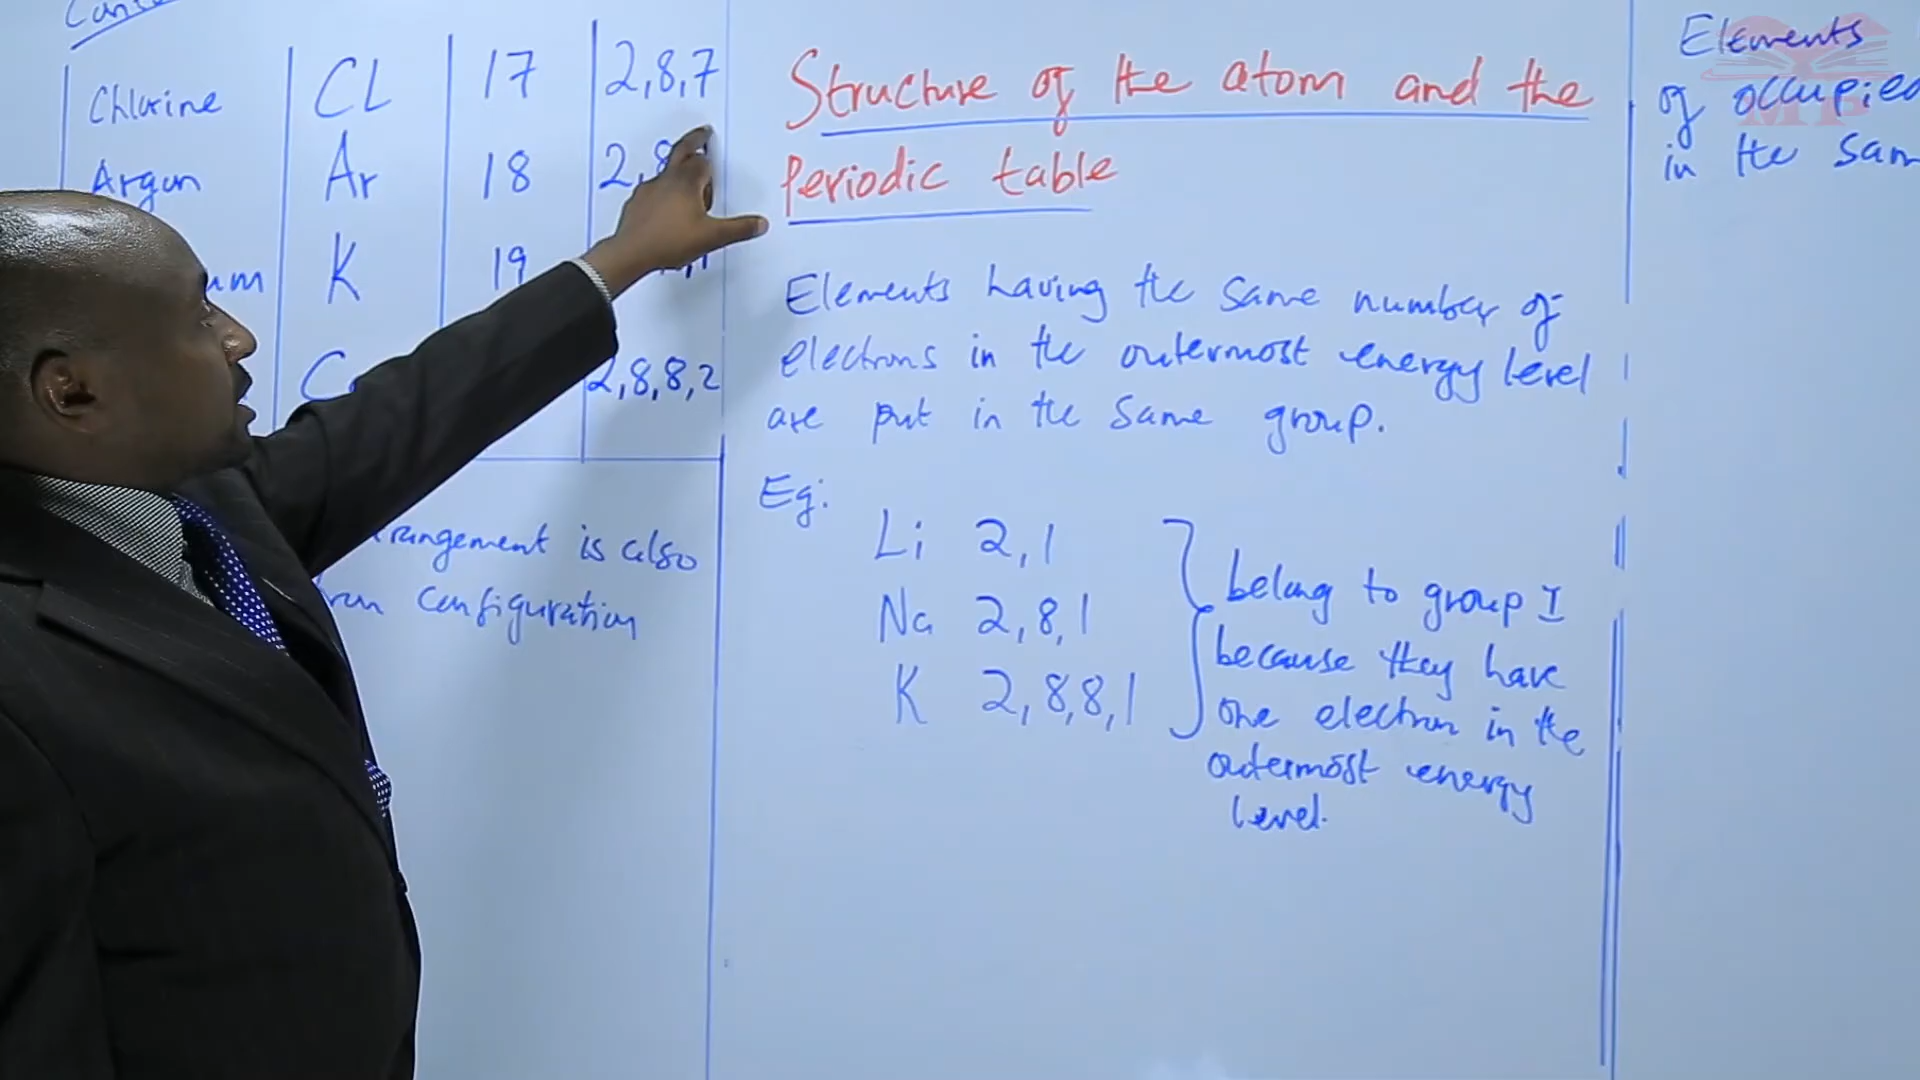 Chlorine CL 17 2,8,7
Argon Ar 18 2,8
K 19 ,1
2,8,8,2
rangement is also
configuration
Structure of the atom and the
Periodic table
Elements having the same number of
electrons in the outermost energy level
are put in the same group.
Eg:
Li 2,1
Na 2,8,1
K 2,8,8,1
belong to group I
because they have
one electron in the
outermost energy
level.
Elements
of occupied
in the sam